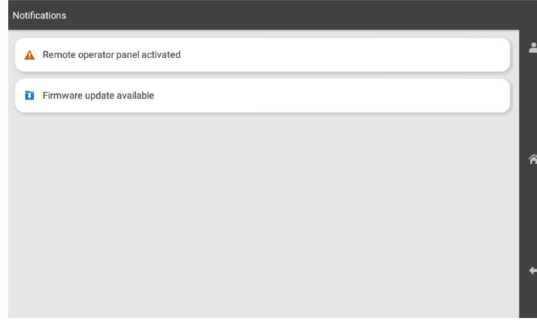 Notifications
Remote operator panel activated
Firmware update available